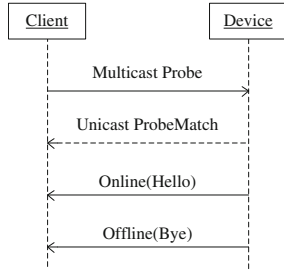 Client
Device
Multicast Probe
Unicast ProbeMatch
Online(Hello)
Offline(Bye)